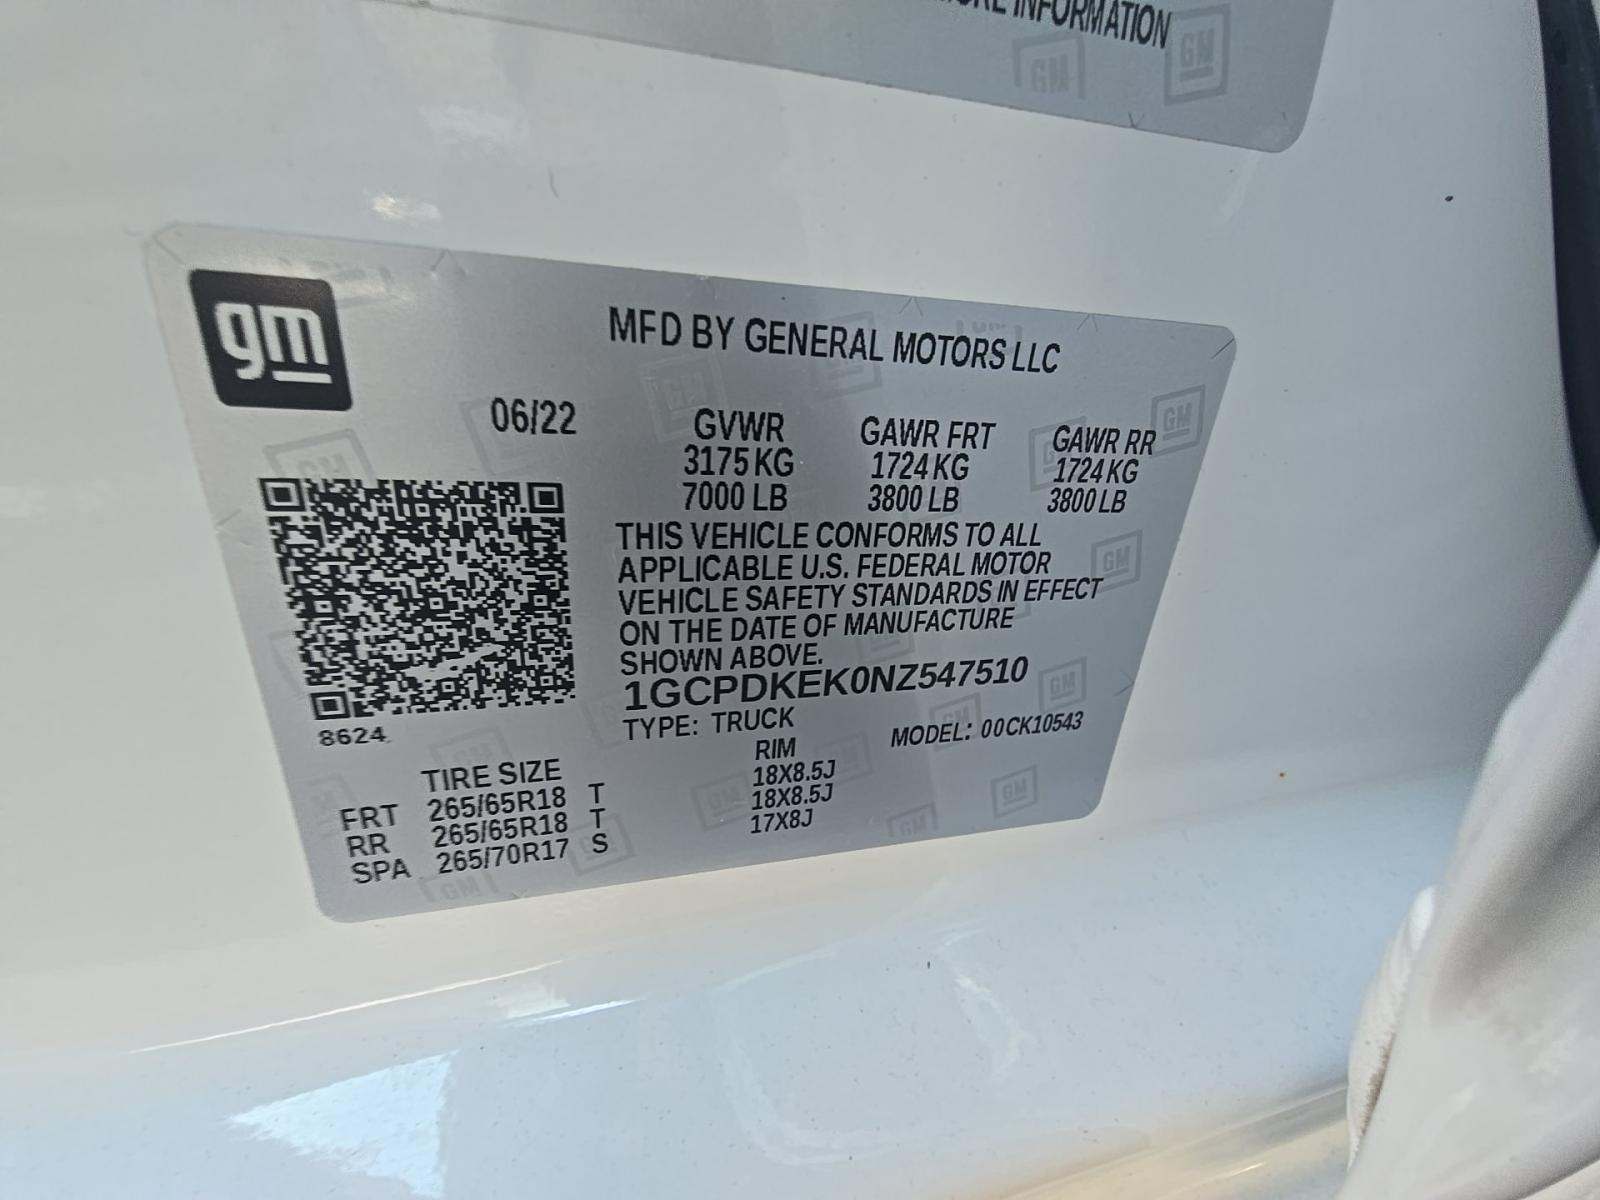 MORE INFORMATION
gm
MFD BY GENERAL MOTORS LLC
06/22
GVWR GAWR FRT GAWR RR
3175 KG 1724 KG 1724 KG
7000 LB 3800 LB 3800 LB
THIS VEHICLE CONFORMS TO ALL
APPLICABLE U.S. FEDERAL MOTOR
VEHICLE SAFETY STANDARDS IN EFFECT
ON THE DATE OF MANUFACTURE
SHOWN ABOVE.
1GCPDKEK0NZ547510
TYPE: TRUCK MODEL: 00CK10543
8624
TIRE SIZE RIM
FRT 265/65R18 T 18X8.5J
RR 265/65R18 T 18X8.5J
SPA 265/70R17 S 17X8J